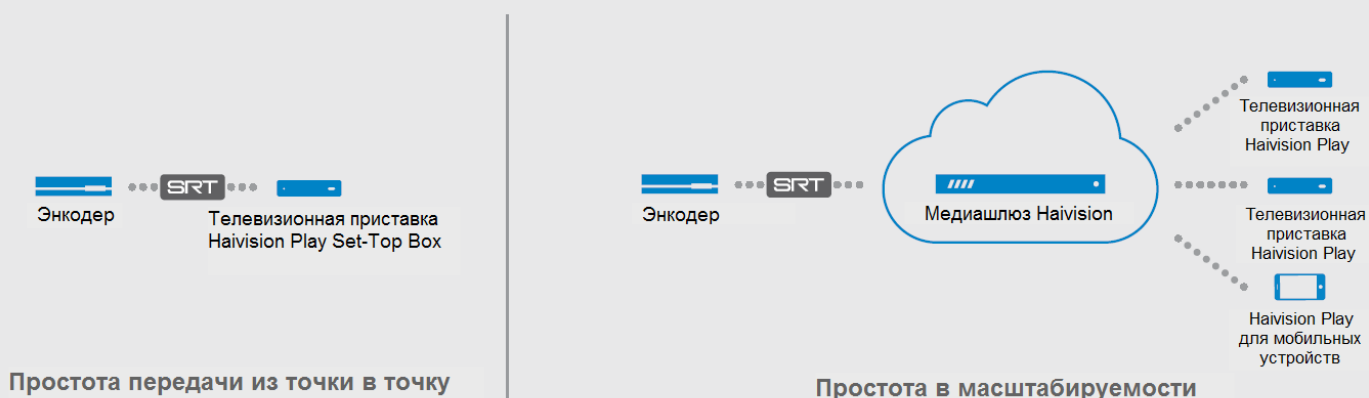 SRT
Энкодер
Телевизионная приставка
Haivision Play Set-Top Box
Простота передачи из точки в точку
SRT
Энкодер
Медиашлюз Haivision
Телевизионная
приставка
Haivision Play
Телевизионная
приставка
Haivision Play
Haivision Play
для мобильных
устройств
Простота в масштабируемости